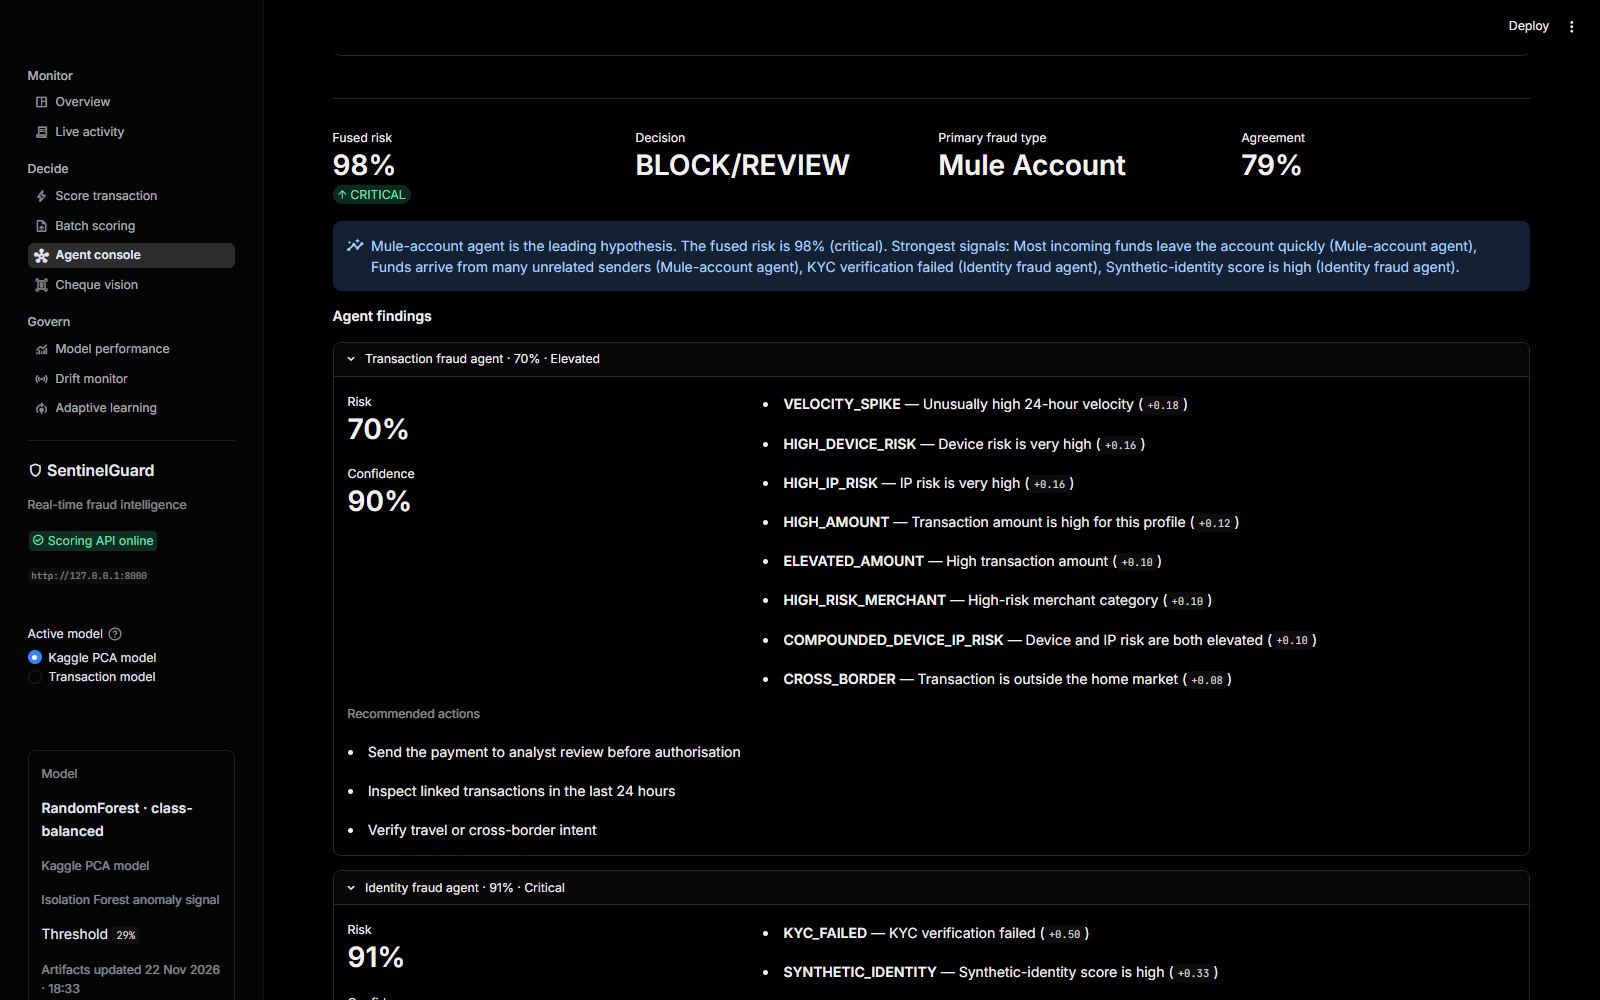 Deploy
Monitor
Overview
Live activity
Decide
Score transaction
Batch scoring
Agent console
Cheque vision
Govern
Model performance
Drift monitor
Adaptive learning
SentinelGuard
Real-time fraud intelligence
Scoring API online
http://127.0.0.1:8000
Active model
Kaggle PCA model
Transaction model
Model
RandomForest · class-
balanced
Kaggle PCA model
Isolation Forest anomaly signal
Threshold 29%
Artifacts updated 22 Nov 2026
· 18:33
Fused risk
98%
↑ CRITICAL
Decision
BLOCK/REVIEW
Primary fraud type
Mule Account
Agreement
79%
Mule-account agent is the leading hypothesis. The fused risk is 98% (critical). Strongest signals: Most incoming funds leave the account quickly (Mule-account agent),
Funds arrive from many unrelated senders (Mule-account agent), KYC verification failed (Identity fraud agent), Synthetic-identity score is high (Identity fraud agent).
Agent findings
Transaction fraud agent · 70% · Elevated
Risk
70%
Confidence
90%
• VELOCITY_SPIKE — Unusually high 24-hour velocity ( +0.18 )
• HIGH_DEVICE_RISK — Device risk is very high ( +0.16 )
• HIGH_IP_RISK — IP risk is very high ( +0.16 )
• HIGH_AMOUNT — Transaction amount is high for this profile ( +0.12 )
• ELEVATED_AMOUNT — High transaction amount ( +0.10 )
• HIGH_RISK_MERCHANT — High-risk merchant category ( +0.10 )
• COMPOUNDED_DEVICE_IP_RISK — Device and IP risk are both elevated ( +0.10 )
• CROSS_BORDER — Transaction is outside the home market ( +0.08 )
Recommended actions
• Send the payment to analyst review before authorisation
• Inspect linked transactions in the last 24 hours
• Verify travel or cross-border intent
Identity fraud agent · 91% · Critical
Risk
91%
• KYC_FAILED — KYC verification failed ( +0.50 )
• SYNTHETIC_IDENTITY — Synthetic-identity score is high ( +0.33 )